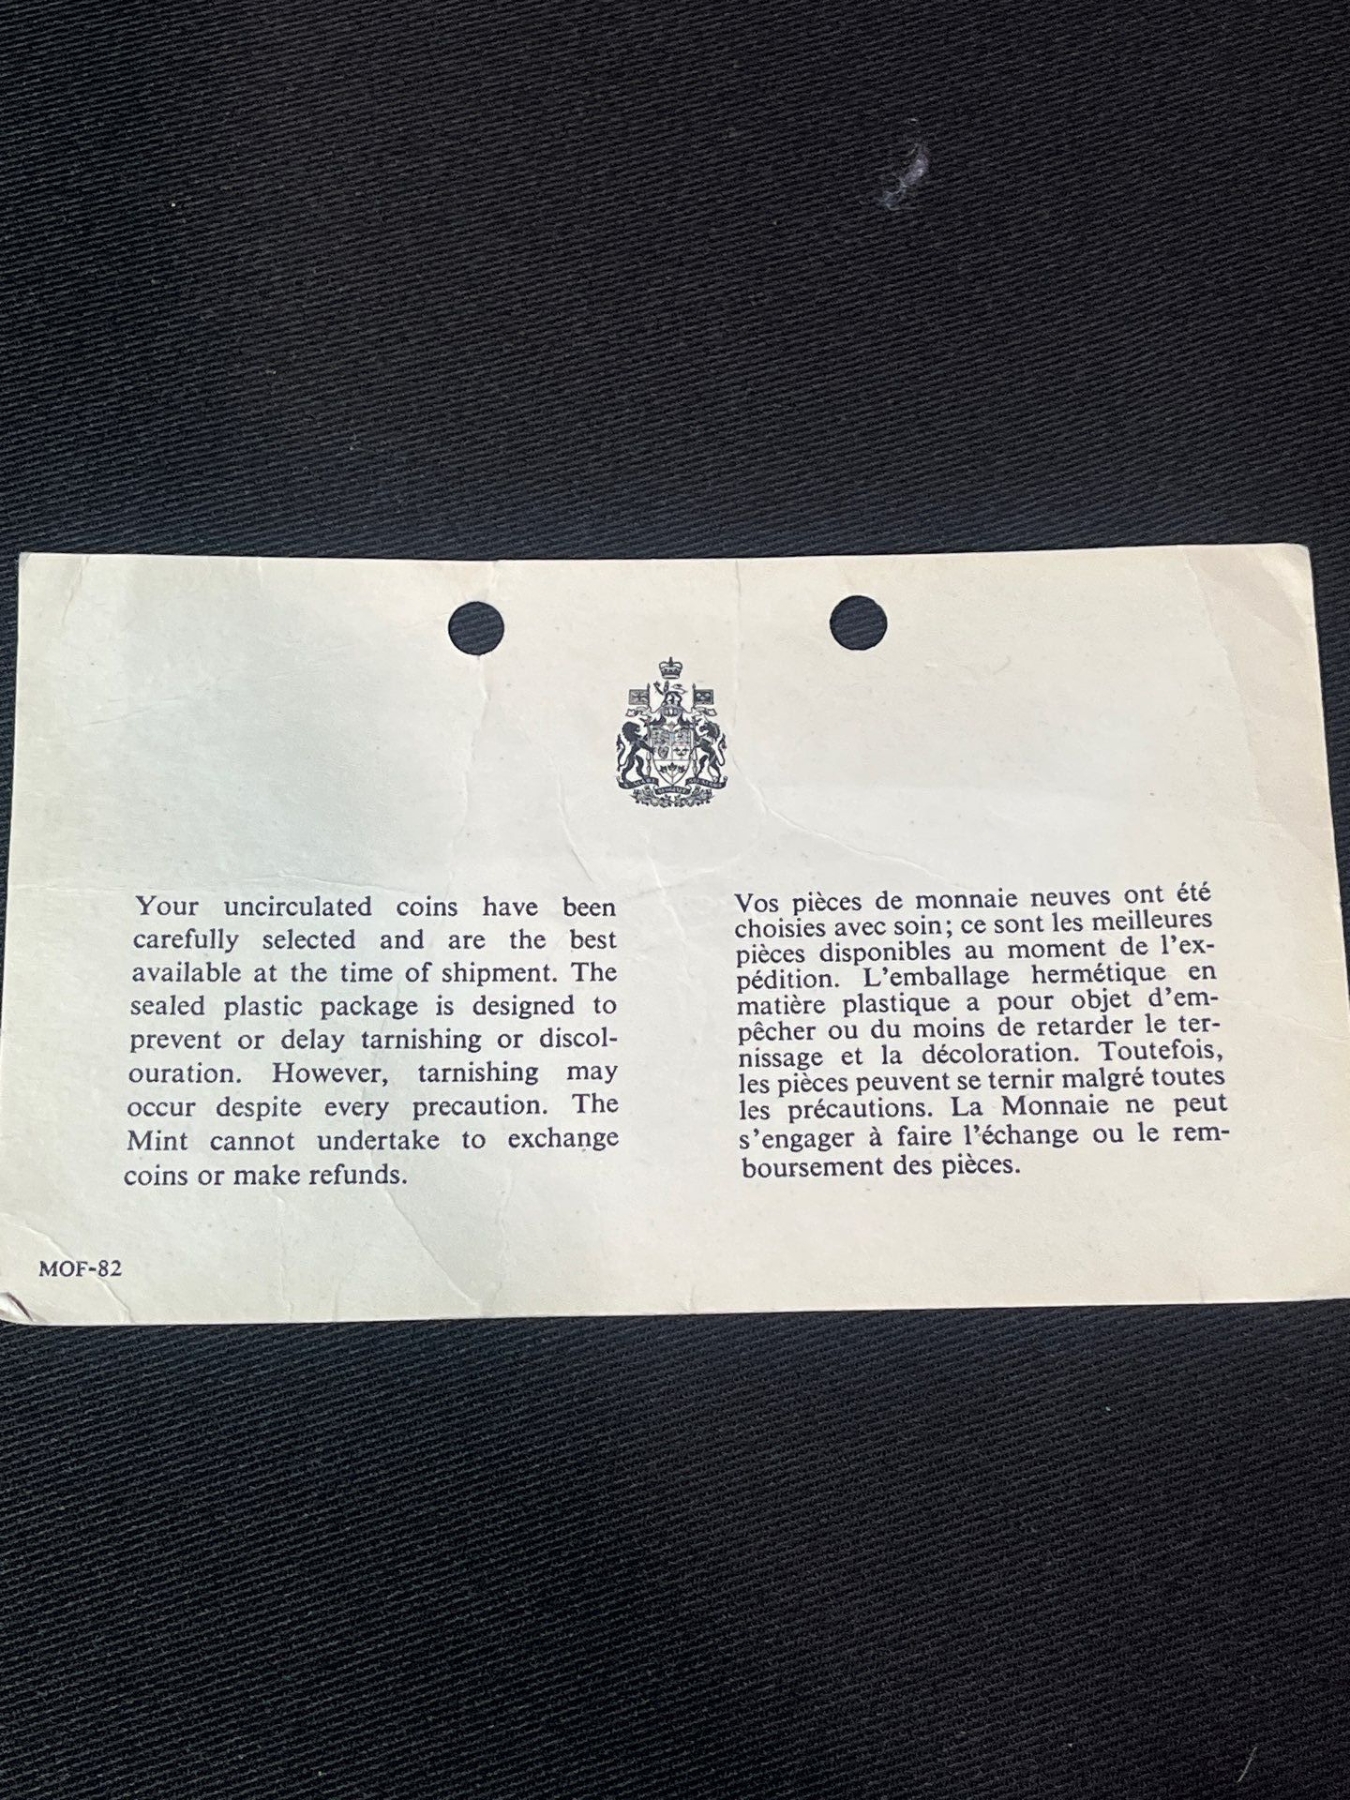 Your uncirculated coins have been
carefully selected and are the best
available at the time of shipment. The
sealed plastic package is designed to
prevent or delay tarnishing or discol-
ouration. However, tarnishing may
occur despite every precaution. The
Mint cannot undertake to exchange
coins or make refunds.
Vos pièces de monnaie neuves ont été
choisies avec soin; ce sont les meilleures
pièces disponibles au moment de l'ex-
pédition. L'emballage hermétique en
matière plastique a pour objet d'em-
pêcher ou du moins de retarder le ter-
nissage et la décoloration. Toutefois,
les pièces peuvent se ternir malgré toutes
les précautions. La Monnaie ne peut
s'engager à faire l'échange ou le rem-
boursement des pièces.
MOF-82